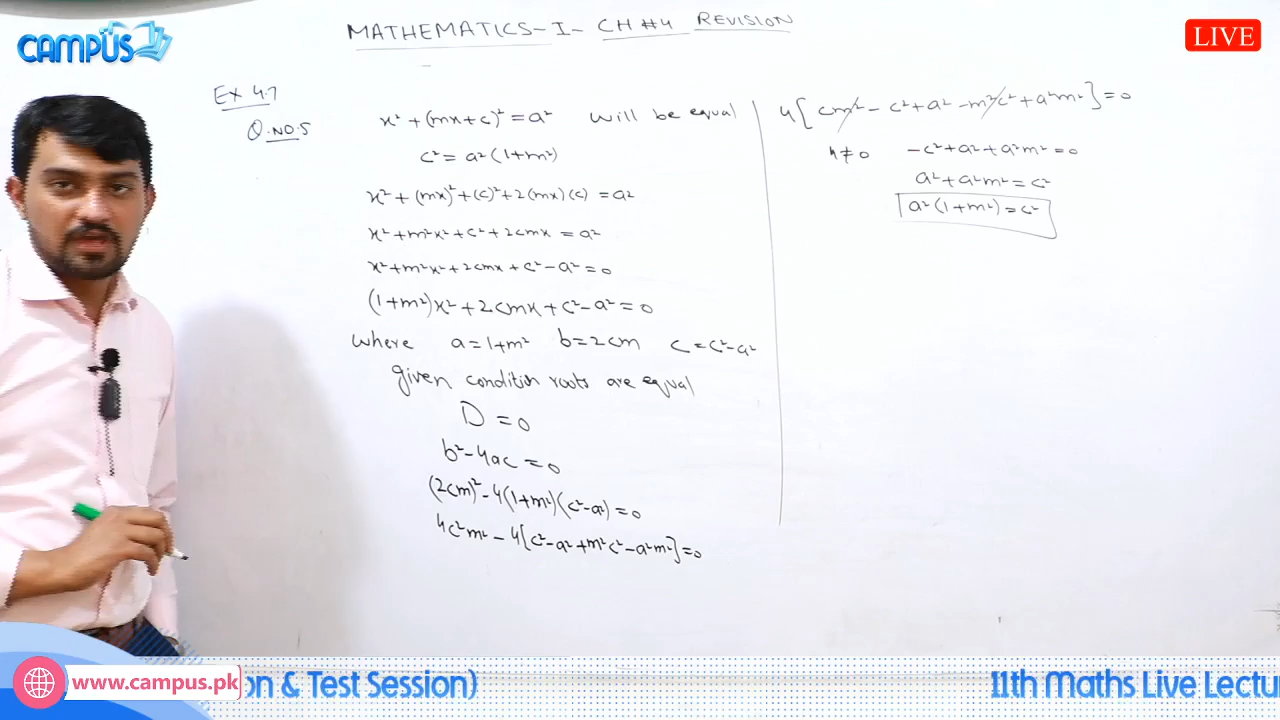 CAMPUS
LIVE
MATHEMATICS-I- CH #4 REVISION
Ex 4.7
Q.NO.5
x² + (mx+c)² = a² will be equal
c² = a²(1+m²)
x² + (mx)² + (c)² + 2(mx)(c) = a²
x² + m²x² + c² + 2cmx = a²
x² + m²x² + 2cmx + c² - a² = 0
(1+m²)x² + 2cmx + c² - a² = 0
where a = 1+m² b = 2cm c = c²-a²
given condition roots are equal
D = 0
b² - 4ac = 0
(2cm)² - 4(1+m²)(c²-a²) = 0
4c²m² - 4[c²-a²+m²c²-a²m²] = 0
4[cm² - c² + a² - m²c² + a²m²] = 0
4≠0 -c² + a² + a²m² = 0
a² + a²m² = c²
a²(1+m²) = c²
www.campus.pk
on & Test Session)
11th Maths Live Lectu